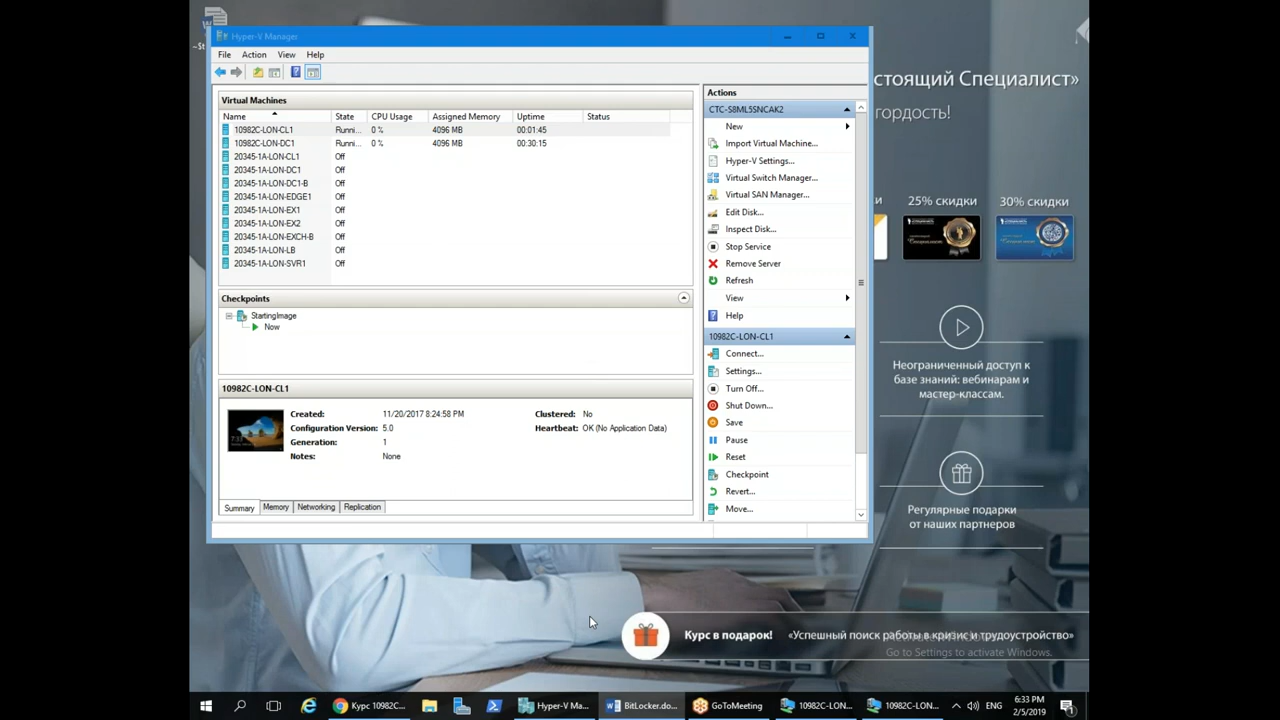 Hyper-V Manager
File Action View Help
Virtual Machines
Name State CPU Usage Assigned Memory Uptime Status
10982C-LON-CL1 Runni... 0 % 4096 MB 00:01:45
10982C-LON-DC1 Runni... 0 % 4096 MB 00:30:15
20345-1A-LON-CL1 Off
20345-1A-LON-DC1 Off
20345-1A-LON-DC1-B Off
20345-1A-LON-EDGE1 Off
20345-1A-LON-EX1 Off
20345-1A-LON-EX2 Off
20345-1A-LON-EXCH-B Off
20345-1A-LON-LB Off
20345-1A-LON-SVR1 Off
Checkpoints
StartingImage
Now
10982C-LON-CL1
Created: 11/20/2017 8:24:58 PM Clustered: No
Configuration Version: 5.0 Heartbeat: OK (No Application Data)
Generation: 1
Notes: None
Summary Memory Networking Replication
Actions
CTC-S8ML5SNCAK2
New
Import Virtual Machine...
Hyper-V Settings...
Virtual Switch Manager...
Virtual SAN Manager...
Edit Disk...
Inspect Disk...
Stop Service
Remove Server
Refresh
View
Help
10982C-LON-CL1
Connect...
Settings...
Turn Off...
Shut Down...
Save
Pause
Reset
Checkpoint
Revert...
Move...
стоящий Специалист»
гордость!
25% скидки 30% скидки
Неограниченный доступ к
базе знаний: вебинарам и
мастер-классам.
Регулярные подарки
от наших партнеров
Курс в подарок! «Успешный поиск работы в кризис и трудоустройство»
Go to Settings to activate Windows.
Курс 10982C... Hyper-V Ma... BitLocker.do... GoToMeeting 10982C-LON... 10982C-LON... ENG
6:33 PM
2/5/2019